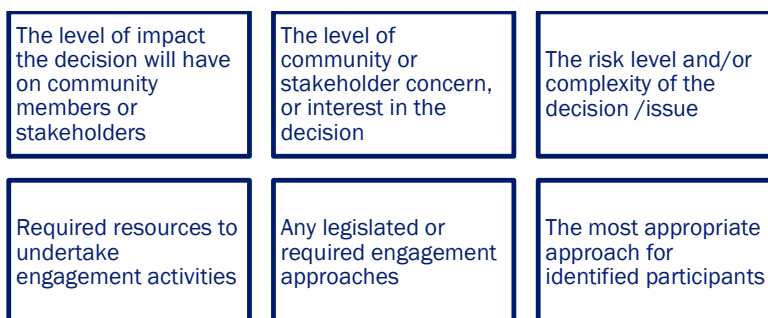 The level of impact
the decision will have
on community
members or
stakeholders
The level of
community or
stakeholder concern,
or interest in the
decision
The risk level and/or
complexity of the
decision /issue
Required resources to
undertake
engagement activities
Any legislated or
required engagement
approaches
The most appropriate
approach for
identified participants